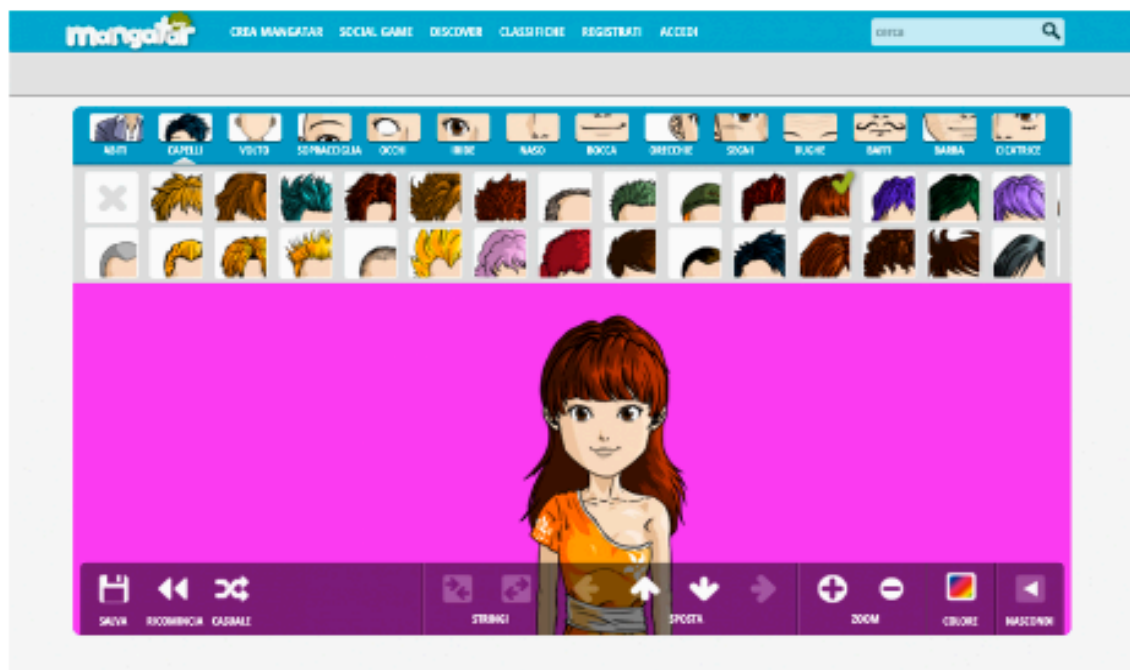 mangatar
CREA MANGATAR SOCIAL GAME DISCOVER CLASSIFICHE REGISTRATI ACCEDI
cerca
ABITI CAPELLI VOLTO SOPRACCIGLIA OCCHI IRIDE NASO BOCCA ORECCHIE SEGNI RUGHE BAFFI BARBA CICATRICE
SALVA RICOMINCIA CASUALE STRINGI SPOSTA ZOOM COLORE NASCONDI